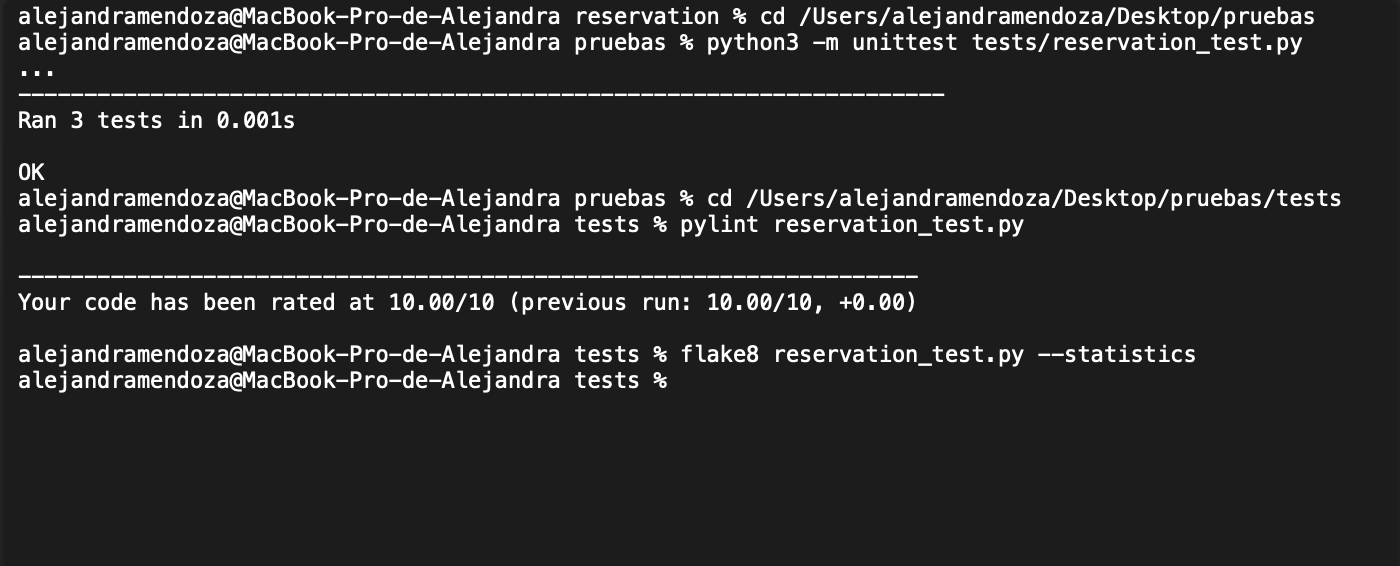 alejandramendoza@MacBook-Pro-de-Alejandra reservation % cd /Users/alejandramendoza/Desktop/pruebas
alejandramendoza@MacBook-Pro-de-Alejandra pruebas % python3 -m unittest tests/reservation_test.py
...
----------------------------------------------------------------------
Ran 3 tests in 0.001s

OK
alejandramendoza@MacBook-Pro-de-Alejandra pruebas % cd /Users/alejandramendoza/Desktop/pruebas/tests
alejandramendoza@MacBook-Pro-de-Alejandra tests % pylint reservation_test.py

--------------------------------------------------------------------
Your code has been rated at 10.00/10 (previous run: 10.00/10, +0.00)

alejandramendoza@MacBook-Pro-de-Alejandra tests % flake8 reservation_test.py --statistics
alejandramendoza@MacBook-Pro-de-Alejandra tests %